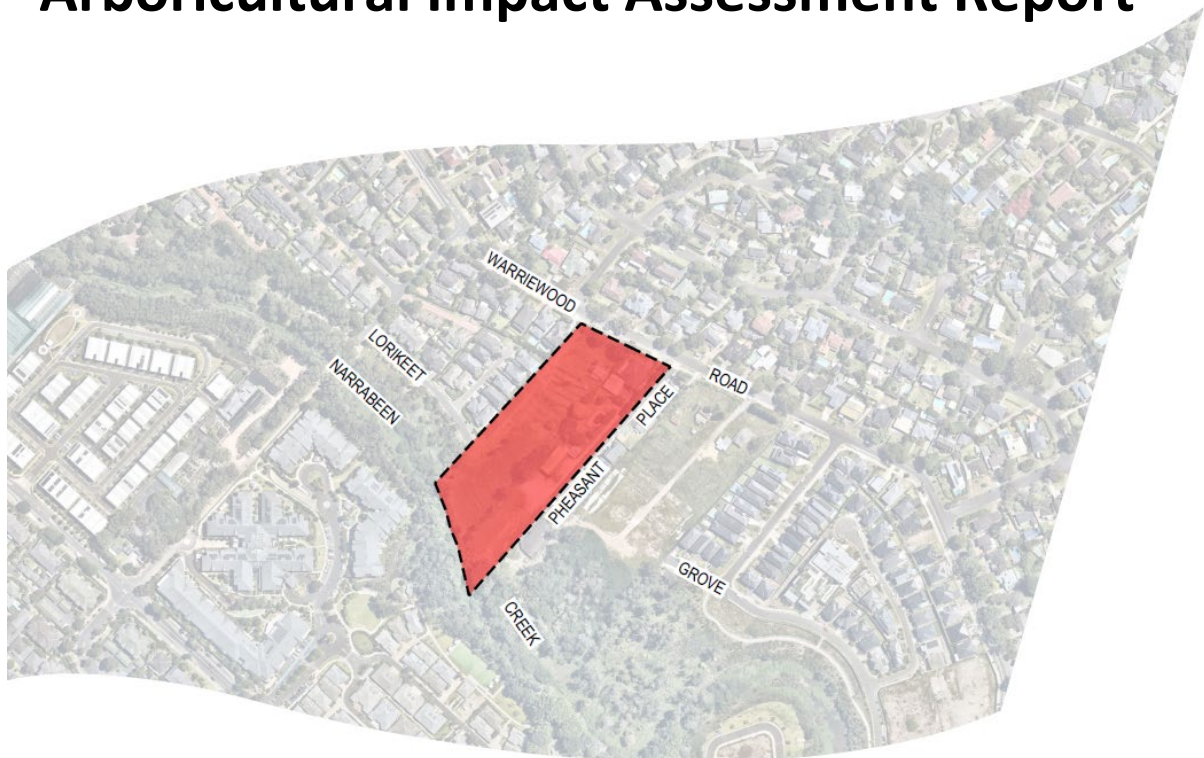 Arboricultural Impact Assessment Report
WARRIEWOOD
LORIKEET
NARRABEEN
ROAD
PLACE
PHEASANT
GROVE
CREEK